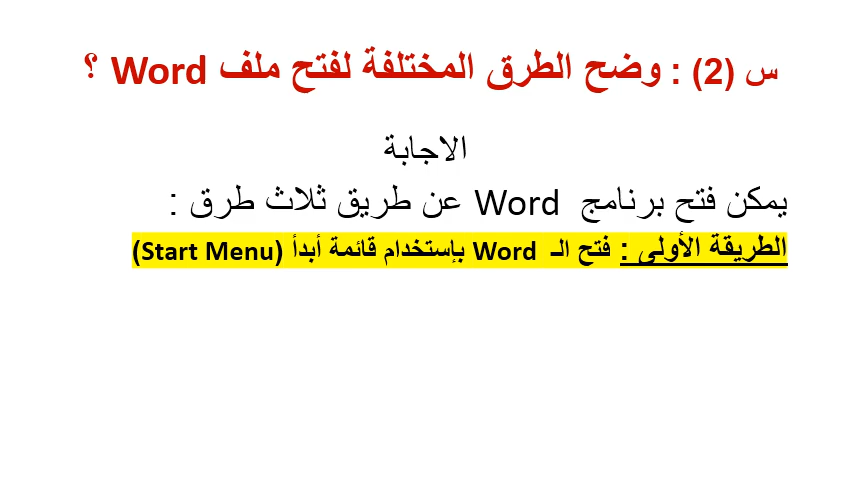 س (2) : وضح الطرق المختلفة لفتح ملف Word ؟
الاجابة
يمكن فتح برنامج Word عن طريق ثلاث طرق :
الطريقة الأولى : فتح الـ Word بإستخدام قائمة أبدأ (Start Menu)